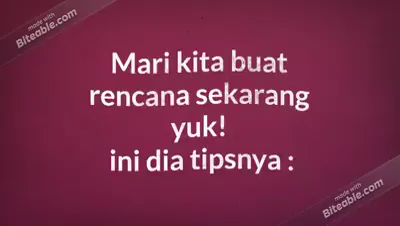 made with
Biteable.com
Mari kita buat
rencana sekarang
yuk!
ini dia tipsnya :
made with
Biteable.com